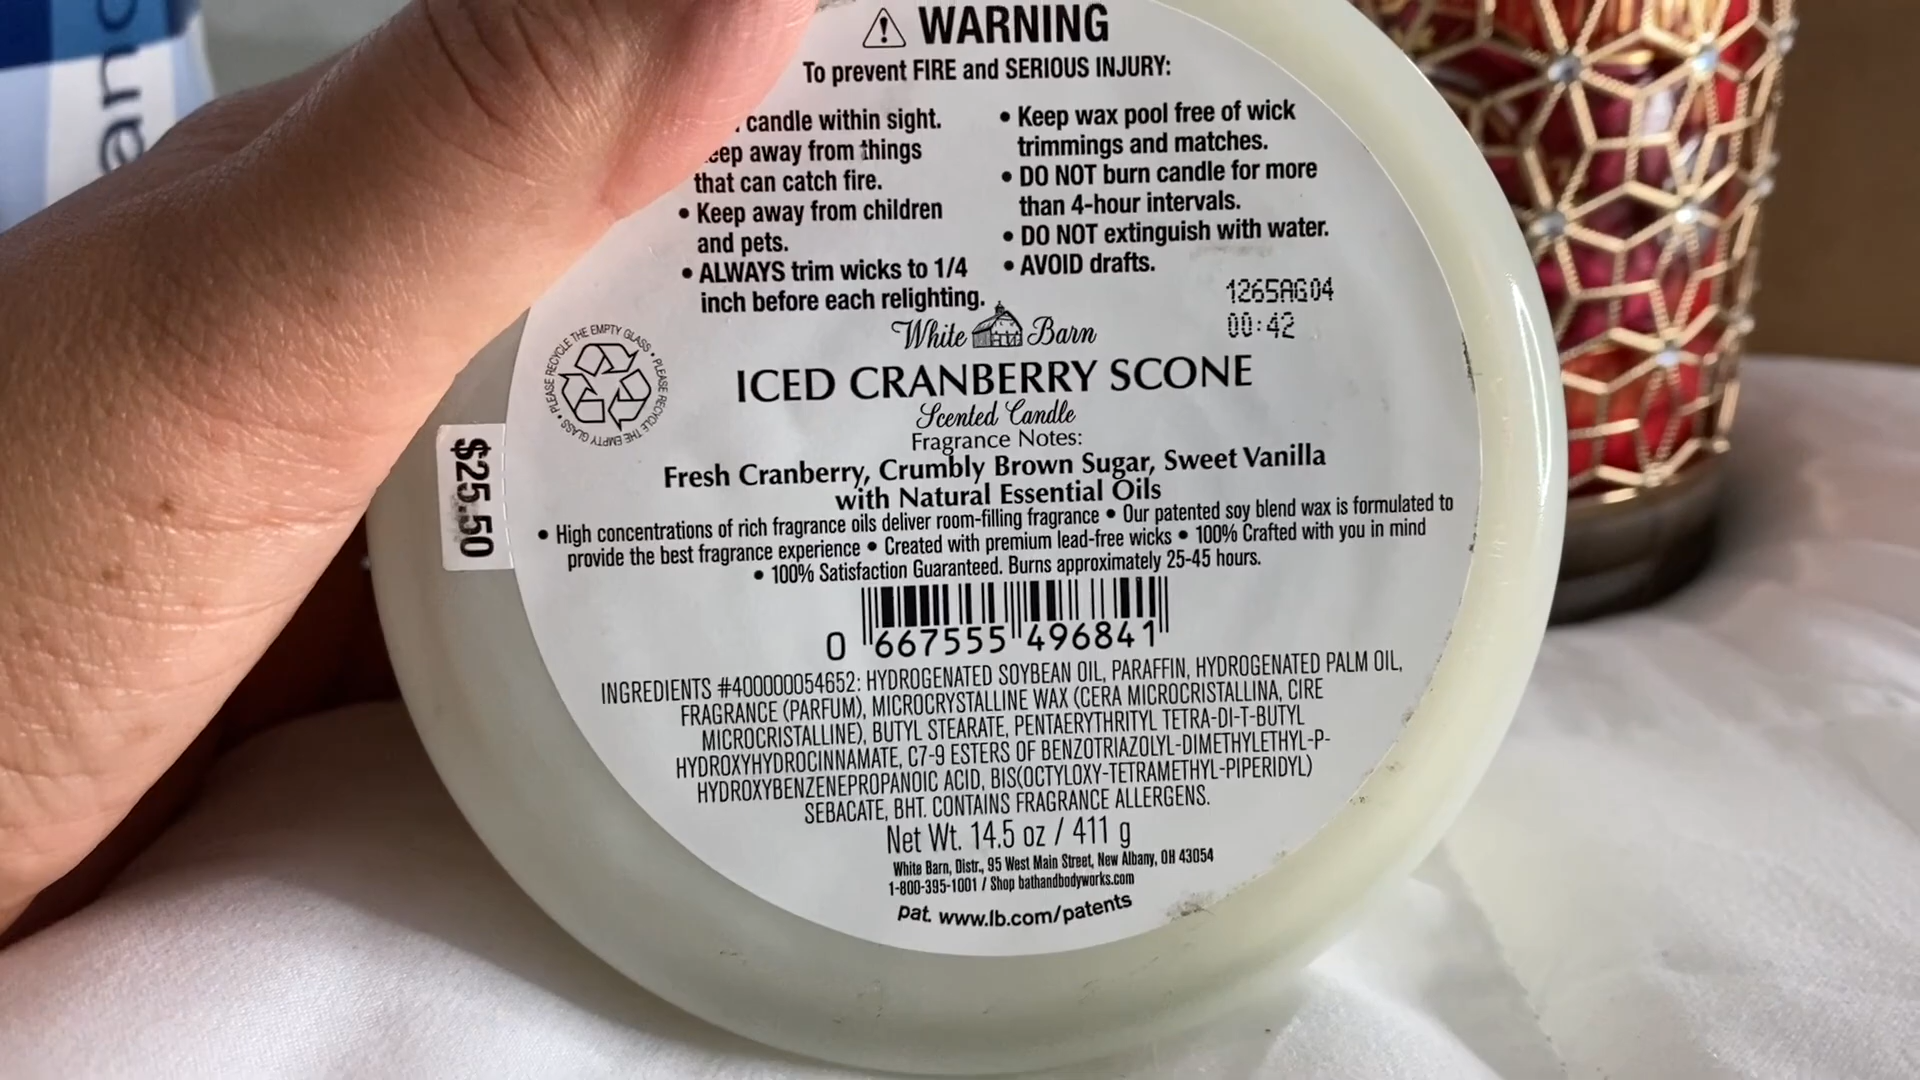 WARNING
To prevent FIRE and SERIOUS INJURY:
candle within sight.
away from things
that can catch fire.
• Keep away from children
and pets.
• ALWAYS trim wicks to 1/4
inch before each relighting.
• Keep wax pool free of wick
trimmings and matches.
• DO NOT burn candle for more
than 4-hour intervals.
• DO NOT extinguish with water.
• AVOID drafts.
1265AG04
00:42
PLEASE RECYCLE THE EMPTY GLASS • PLEASE RECYCLE THE EMPTY GLASS •
White Barn
ICED CRANBERRY SCONE
Scented Candle
Fragrance Notes:
Fresh Cranberry, Crumbly Brown Sugar, Sweet Vanilla
with Natural Essential Oils
$25.50
• High concentrations of rich fragrance oils deliver room-filling fragrance • Our patented soy blend wax is formulated to
provide the best fragrance experience • Created with premium lead-free wicks • 100% Crafted with you in mind
• 100% Satisfaction Guaranteed. Burns approximately 25-45 hours.
0 667555 496841
INGREDIENTS #400000054652: HYDROGENATED SOYBEAN OIL, PARAFFIN, HYDROGENATED PALM OIL,
FRAGRANCE (PARFUM), MICROCRYSTALLINE WAX (CERA MICROCRISTALLINA, CIRE
MICROCRISTALLINE), BUTYL STEARATE, PENTAERYTHRITYL TETRA-DI-T-BUTYL
HYDROXYHYDROCINNAMATE, C7-9 ESTERS OF BENZOTRIAZOLYL-DIMETHYLETHYL-P-
HYDROXYBENZENEPROPANOIC ACID, BIS(OCTYLOXY-TETRAMETHYL-PIPERIDYL)
SEBACATE, BHT. CONTAINS FRAGRANCE ALLERGENS.
Net Wt. 14.5 oz / 411 g
White Barn, Distr., 95 West Main Street, New Albany, OH 43054
1-800-395-1001 / Shop bathandbodyworks.com
pat. www.lb.com/patents